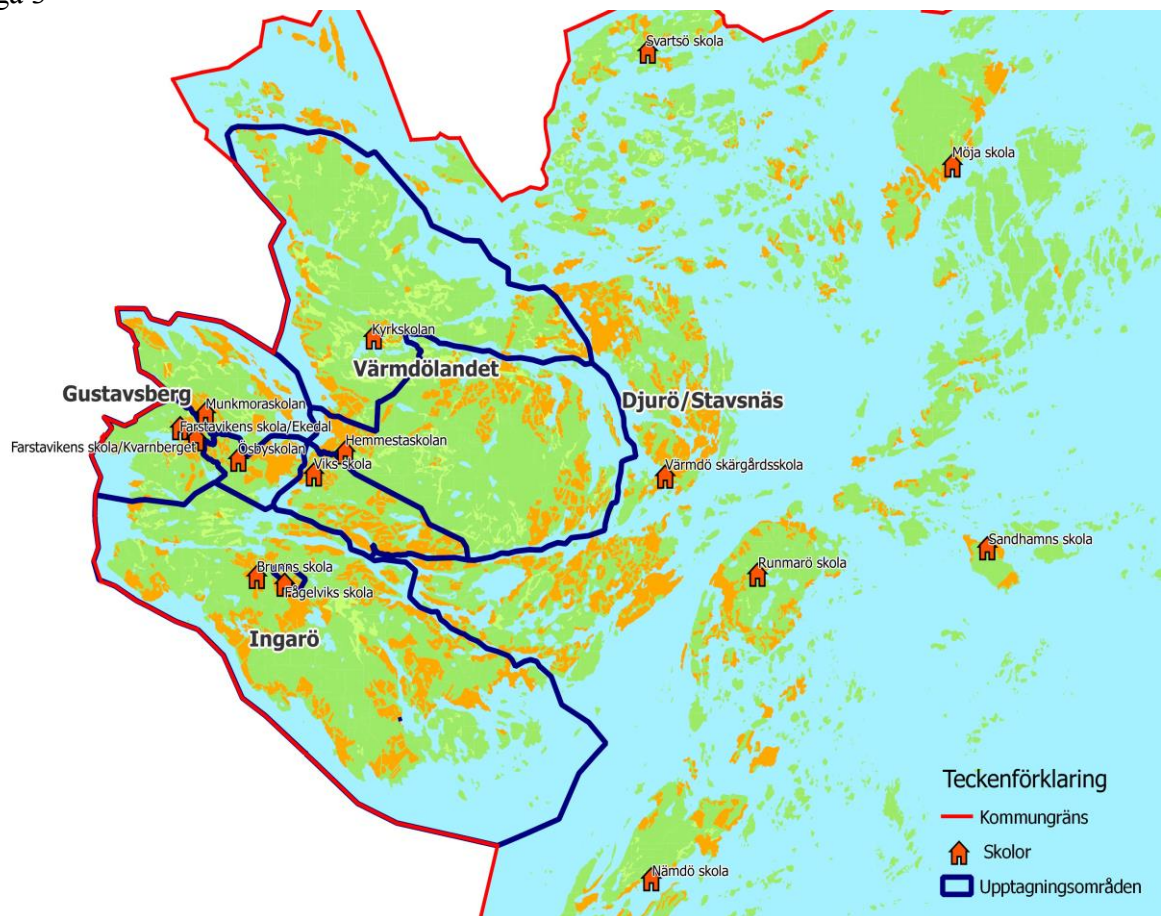 Svartsö skola
Möja skola
Kyrkskolan
Värmdölandet
Gustavsberg
Djurö/Stavsnäs
Munkmoraskolan
Farstavikens skola/Ekedal
Farstavikens skola/Kvarnberget
Hemmestaskolan
Ösbyskolan
Viks skola
Värmdö skärgårdsskola
Sandhamns skola
Brunns skola
Runmarö skola
Fågelviks skola
Ingarö
Teckenförklaring
Kommungräns
Skolor
Nämdö skola
Upptagningsområden